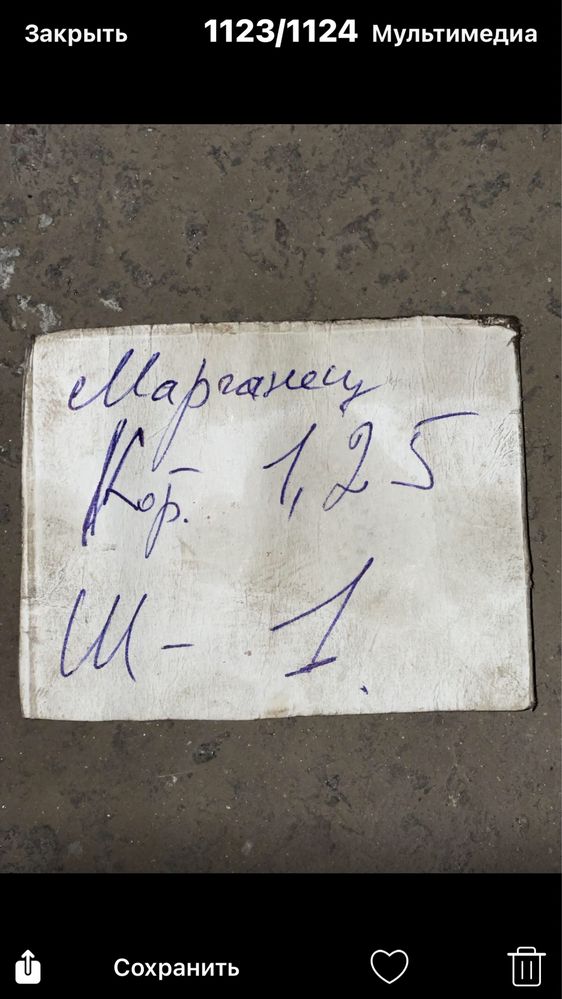 Закрыть 1123/1124 Мультимедиа
Марганец
Кор. 1,25
Ш - 1.
Сохранить